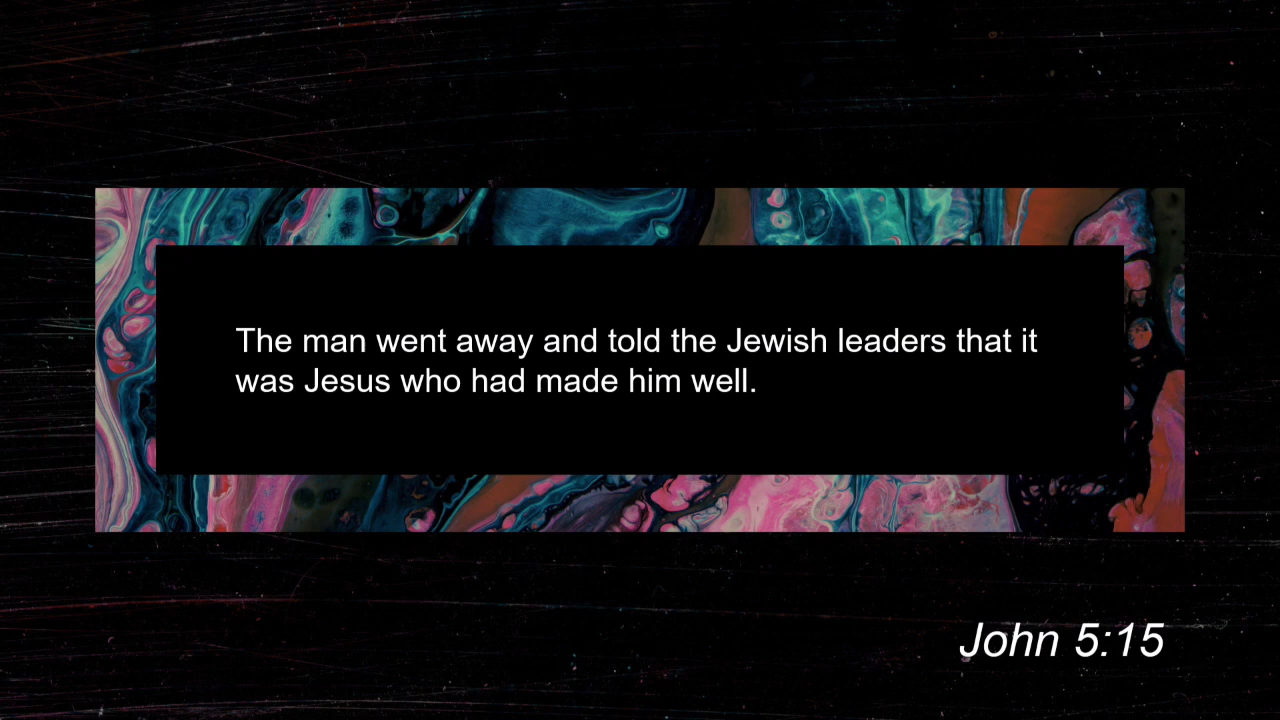 The man went away and told the Jewish leaders that it
was Jesus who had made him well.
John 5:15